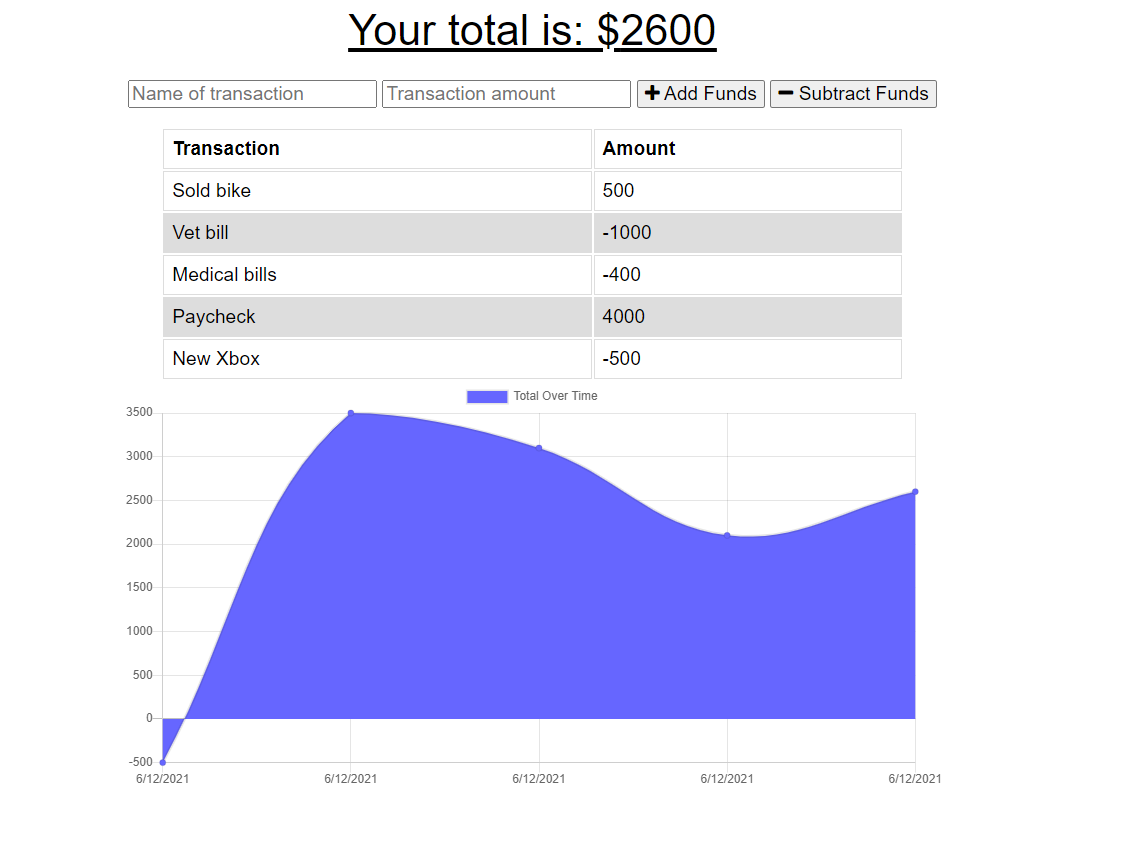 Your total is: $2600
Name of transaction Transaction amount Add Funds Subtract Funds
Transaction Amount
Sold bike 500
Vet bill -1000
Medical bills -400
Paycheck 4000
New Xbox -500
Total Over Time
3500
3000
2500
2000
1500
1000
500
0
-500
6/12/2021 6/12/2021 6/12/2021 6/12/2021 6/12/2021